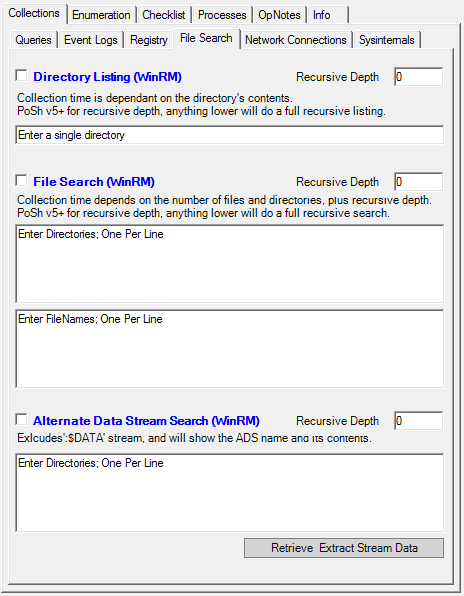 Collections Enumeration Checklist Processes OpNotes Info
Queries Event Logs Registry File Search Network Connections Sysinternals
Directory Listing (WinRM) Recursive Depth 0
Collection time is dependant on the directory's contents.
PoSh v5+ for recursive depth, anything lower will do a full recursive listing.
Enter a single directory
File Search (WinRM) Recursive Depth 0
Collection time depends on the number of files and directories, plus recursive depth.
PoSh v5+ for recursive depth, anything lower will do a full recursive search.
Enter Directories; One Per Line
Enter FileNames; One Per Line
Alternate Data Stream Search (WinRM) Recursive Depth 0
Exlcudes':$DATA' stream, and will show the ADS name and its contents.
Enter Directories; One Per Line
Retrieve Extract Stream Data